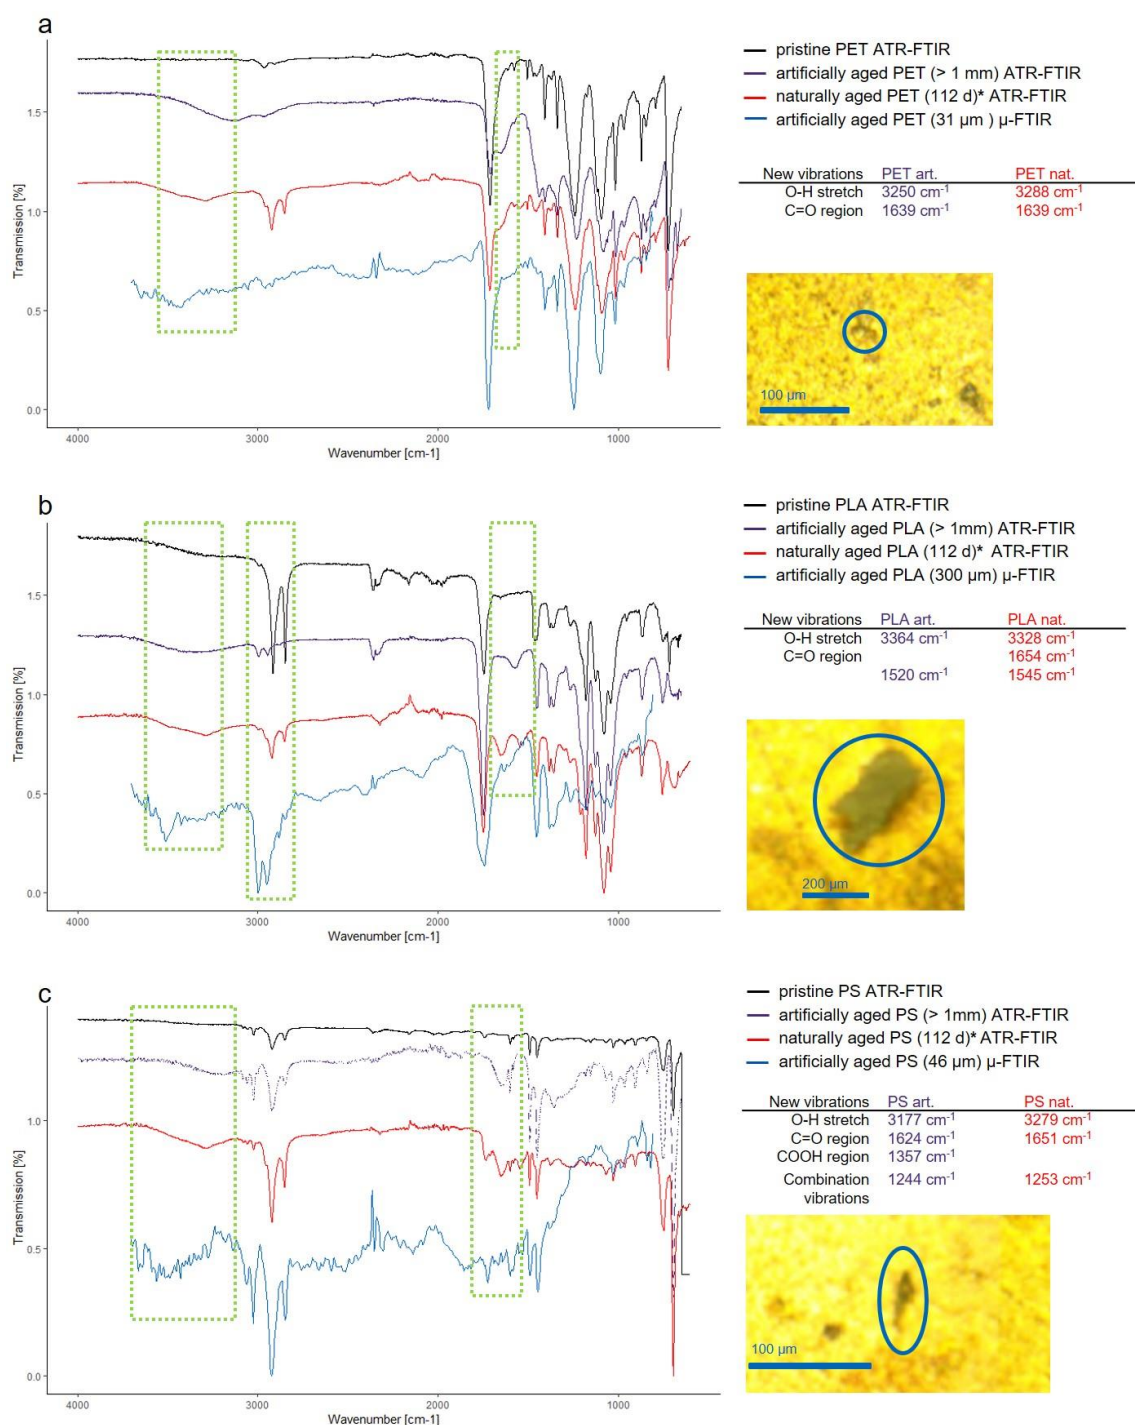 a
pristine PET ATR-FTIR
artificially aged PET (> 1 mm) ATR-FTIR
naturally aged PET (112 d)* ATR-FTIR
artificially aged PET (31 µm ) µ-FTIR
New vibrations PET art. PET nat.
O-H stretch 3250 cm-1 3288 cm-1
C=O region 1639 cm-1 1639 cm-1
100 µm
Transmission [%]
1.5
1.0
0.5
0.0
4000 3000 2000 1000
Wavenumber [cm-1]
b
pristine PLA ATR-FTIR
artificially aged PLA (> 1mm) ATR-FTIR
naturally aged PLA (112 d)* ATR-FTIR
artificially aged PLA (300 µm) µ-FTIR
New vibrations PLA art. PLA nat.
O-H stretch 3364 cm-1 3328 cm-1
C=O region 1654 cm-1
1520 cm-1 1545 cm-1
200 µm
Transmission [%]
1.5
1.0
0.5
0.0
4000 3000 2000 1000
Wavenumber [cm-1]
c
pristine PS ATR-FTIR
artificially aged PS (> 1mm) ATR-FTIR
naturally aged PS (112 d)* ATR-FTIR
artificially aged PS (46 µm) µ-FTIR
New vibrations PS art. PS nat.
O-H stretch 3177 cm-1 3279 cm-1
C=O region 1624 cm-1 1651 cm-1
COOH region 1357 cm-1
Combination 1244 cm-1 1253 cm-1
vibrations
100 µm
Transmission [%]
1.0
0.5
0.0
4000 3000 2000 1000
Wavenumber [cm-1]